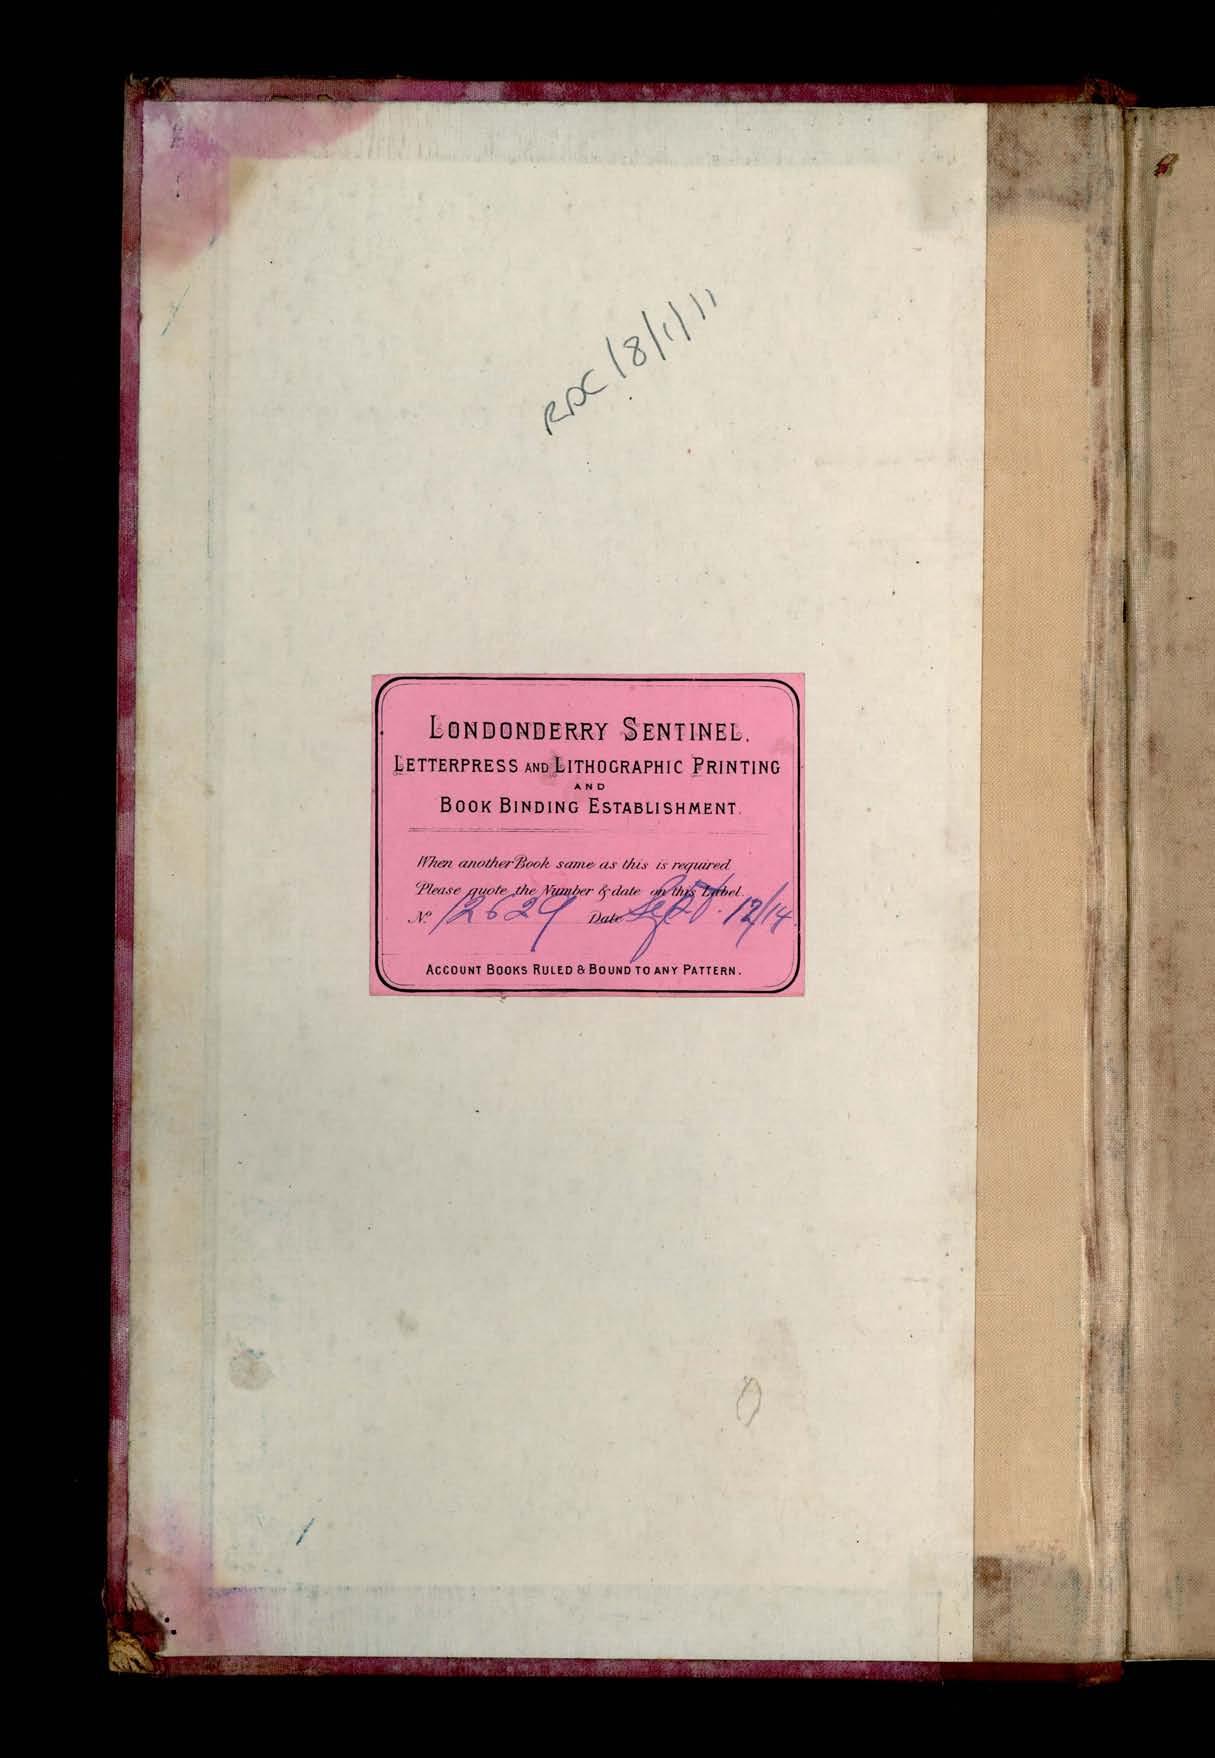 RDC/8/1/11
LONDONDERRY SENTINEL.
LETTERPRESS AND LITHOGRAPHIC PRINTING
AND
BOOK BINDING ESTABLISHMENT.
When another Book same as this is required
Please quote the Number & date on this Label.
No. 12629 Date Sept. 12/14
ACCOUNT BOOKS RULED & BOUND TO ANY PATTERN.